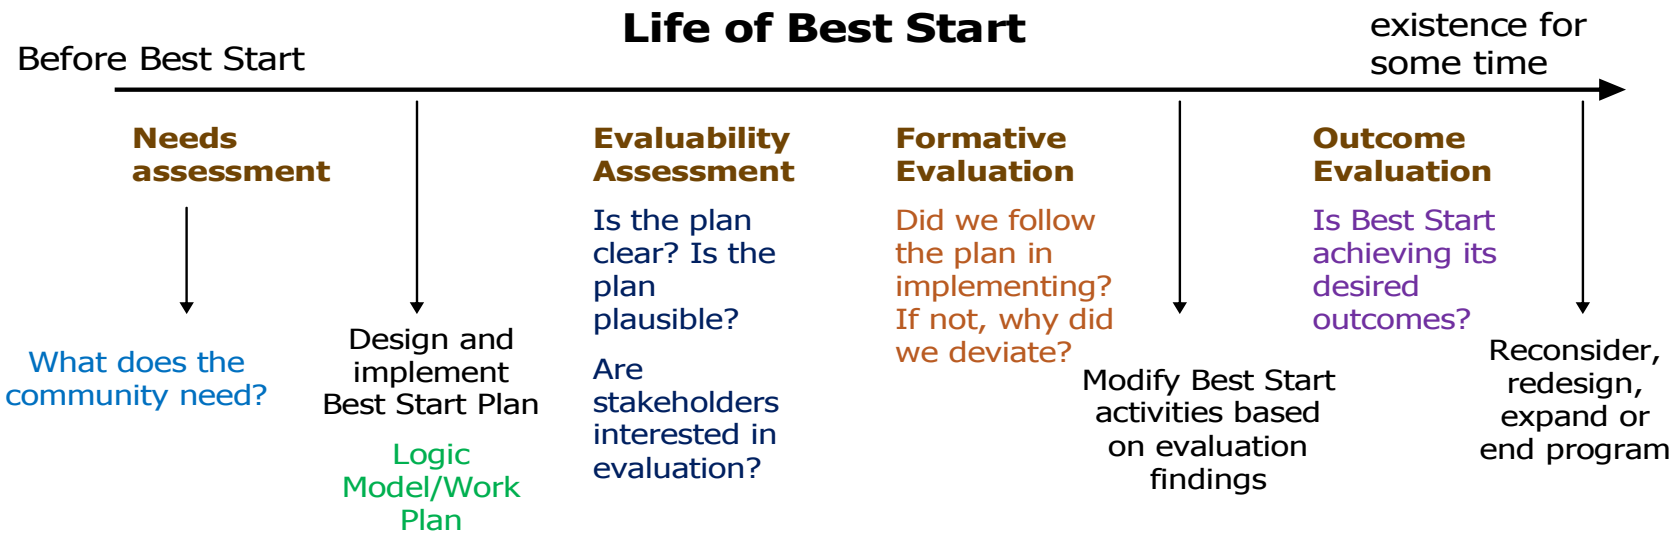 Life of Best Start
Before Best Start
existence for
some time
Needs
assessment
What does the
community need?
Design and
implement
Best Start Plan
Logic
Model/Work
Plan
Evaluability
Assessment
Is the plan
clear? Is the
plan
plausible?
Are
stakeholders
interested in
evaluation?
Formative
Evaluation
Did we follow
the plan in
implementing?
If not, why did
we deviate?
Modify Best Start
activities based
on evaluation
findings
Outcome
Evaluation
Is Best Start
achieving its
desired
outcomes?
Reconsider,
redesign,
expand or
end program